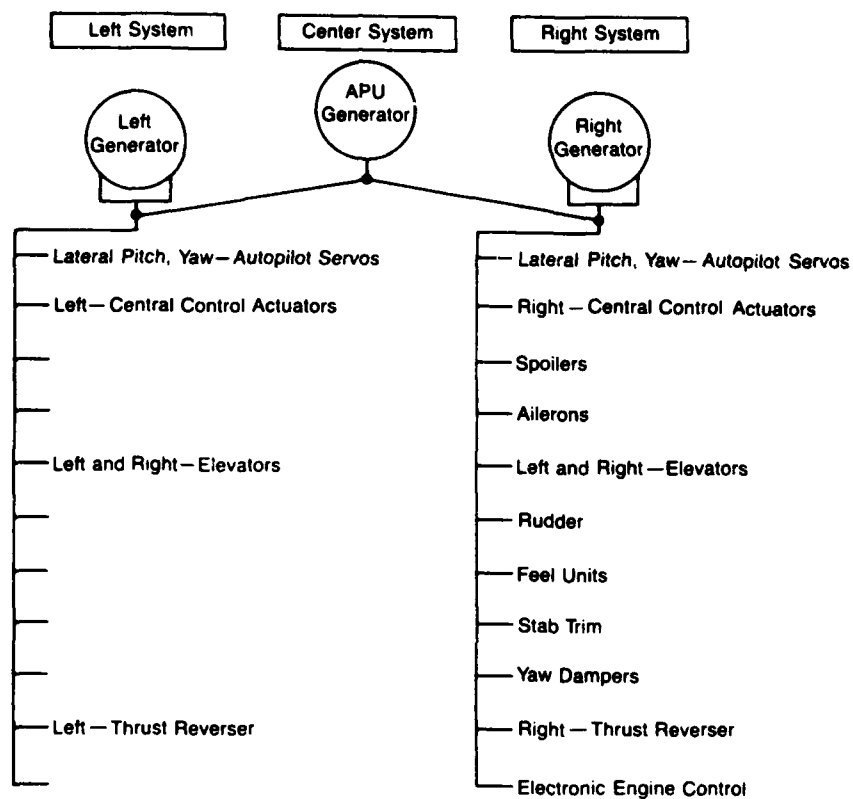 Left System
Center System
Right System
Left
Generator
APU
Generator
Right
Generator
Lateral Pitch, Yaw—Autopilot Servos
Left—Central Control Actuators
Left and Right—Elevators
Left—Thrust Reverser
Lateral Pitch, Yaw—Autopilot Servos
Right—Central Control Actuators
Spoilers
Ailerons
Left and Right—Elevators
Rudder
Feel Units
Stab Trim
Yaw Dampers
Right—Thrust Reverser
Electronic Engine Control